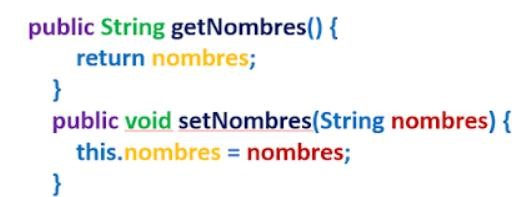 public String getNombres() {
return nombres;
}
public void setNombres(String nombres) {
this.nombres = nombres;
}